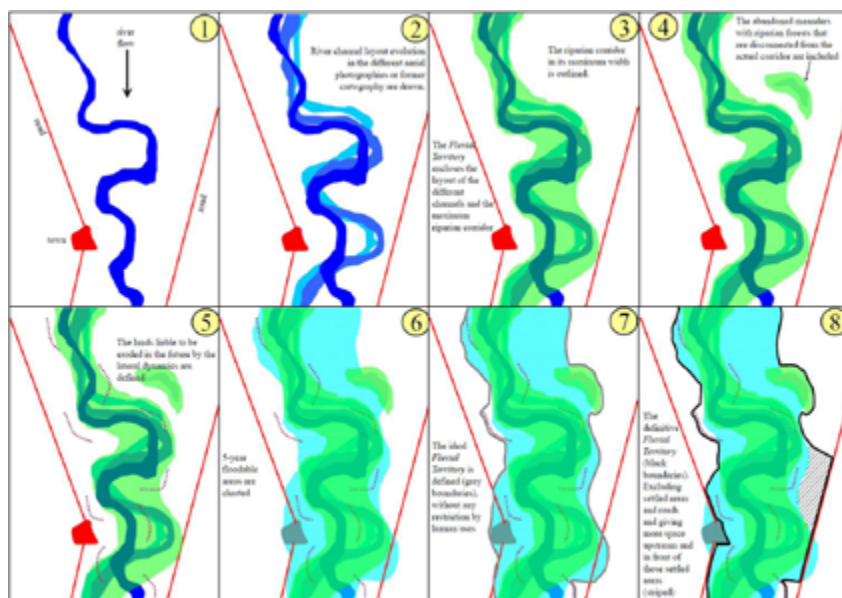 1
river
flow
road
road
town
2
River channel layout evolution
in the different aerial
photographies or former
cartography are drawn.
3
The riparian corridor
in its maximum width
is outlined.
The Fluvial
Territory
encloses the
layout of the
different
channels and the
maximum
riparian corridor
4
The abandoned meanders
with riparian forests that
are disconnected from the
actual corridor are included
5
The lands liable to be
eroded in the future by the
lateral dynamics are
defined
6
5-year
floodable
areas are
charted
7
The ideal
Fluvial
Territory is
defined (grey
boundaries),
without any
restriction by
human uses
8
The
definitive
Fluvial
Territory
(black
boundaries).
Excluding
settled areas
and roads
and giving
more space
upstream and
in front of
these settled
areas
(striped)